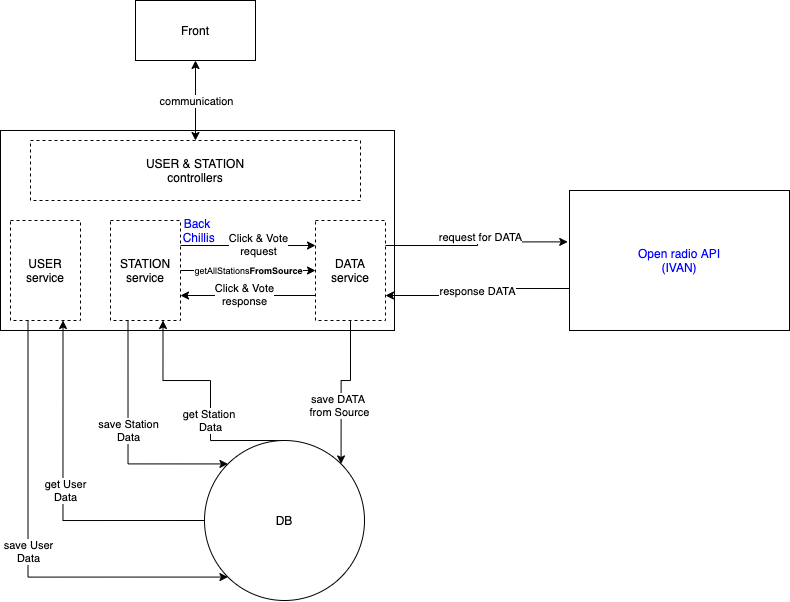 Front
communication
USER & STATION
controllers
Back
Chillis
USER
service
STATION
service
Click & Vote
request
getAllStationsFromSource
Click & Vote
response
DATA
service
request for DATA
response DATA
Open radio API
(IVAN)
save DATA
from Source
get Station
Data
save Station
Data
get User
Data
save User
Data
DB